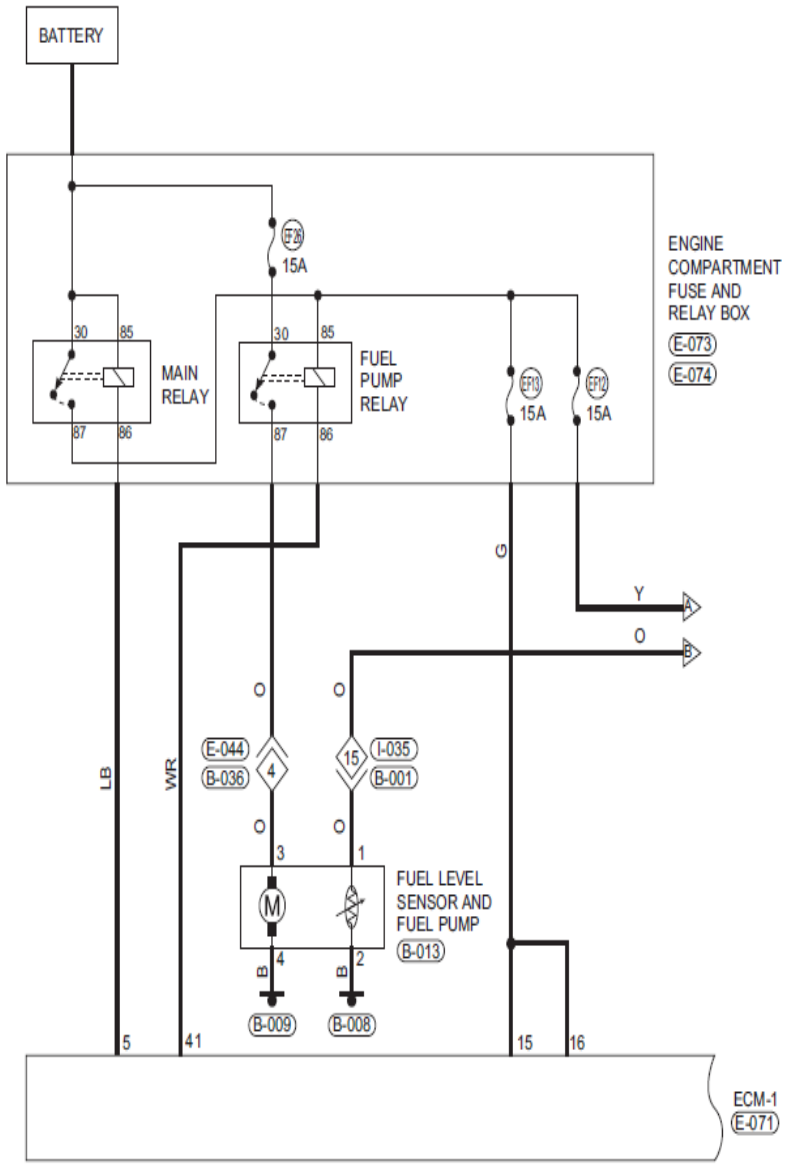 BATTERY
EF26
15A
ENGINE
COMPARTMENT
FUSE AND
RELAY BOX
E-073
E-074
30 85
MAIN
RELAY
87 86
30 85
FUEL
PUMP
RELAY
87 86
EF13
15A
EF12
15A
G
Y
A
O
B
O
O
E-044
B-036
4
15
I-035
B-001
LB
WR
O
O
3
1
M
FUEL LEVEL
SENSOR AND
FUEL PUMP
B-013
B
4
B
2
B-009
B-008
5
41
15
16
ECM-1
E-071